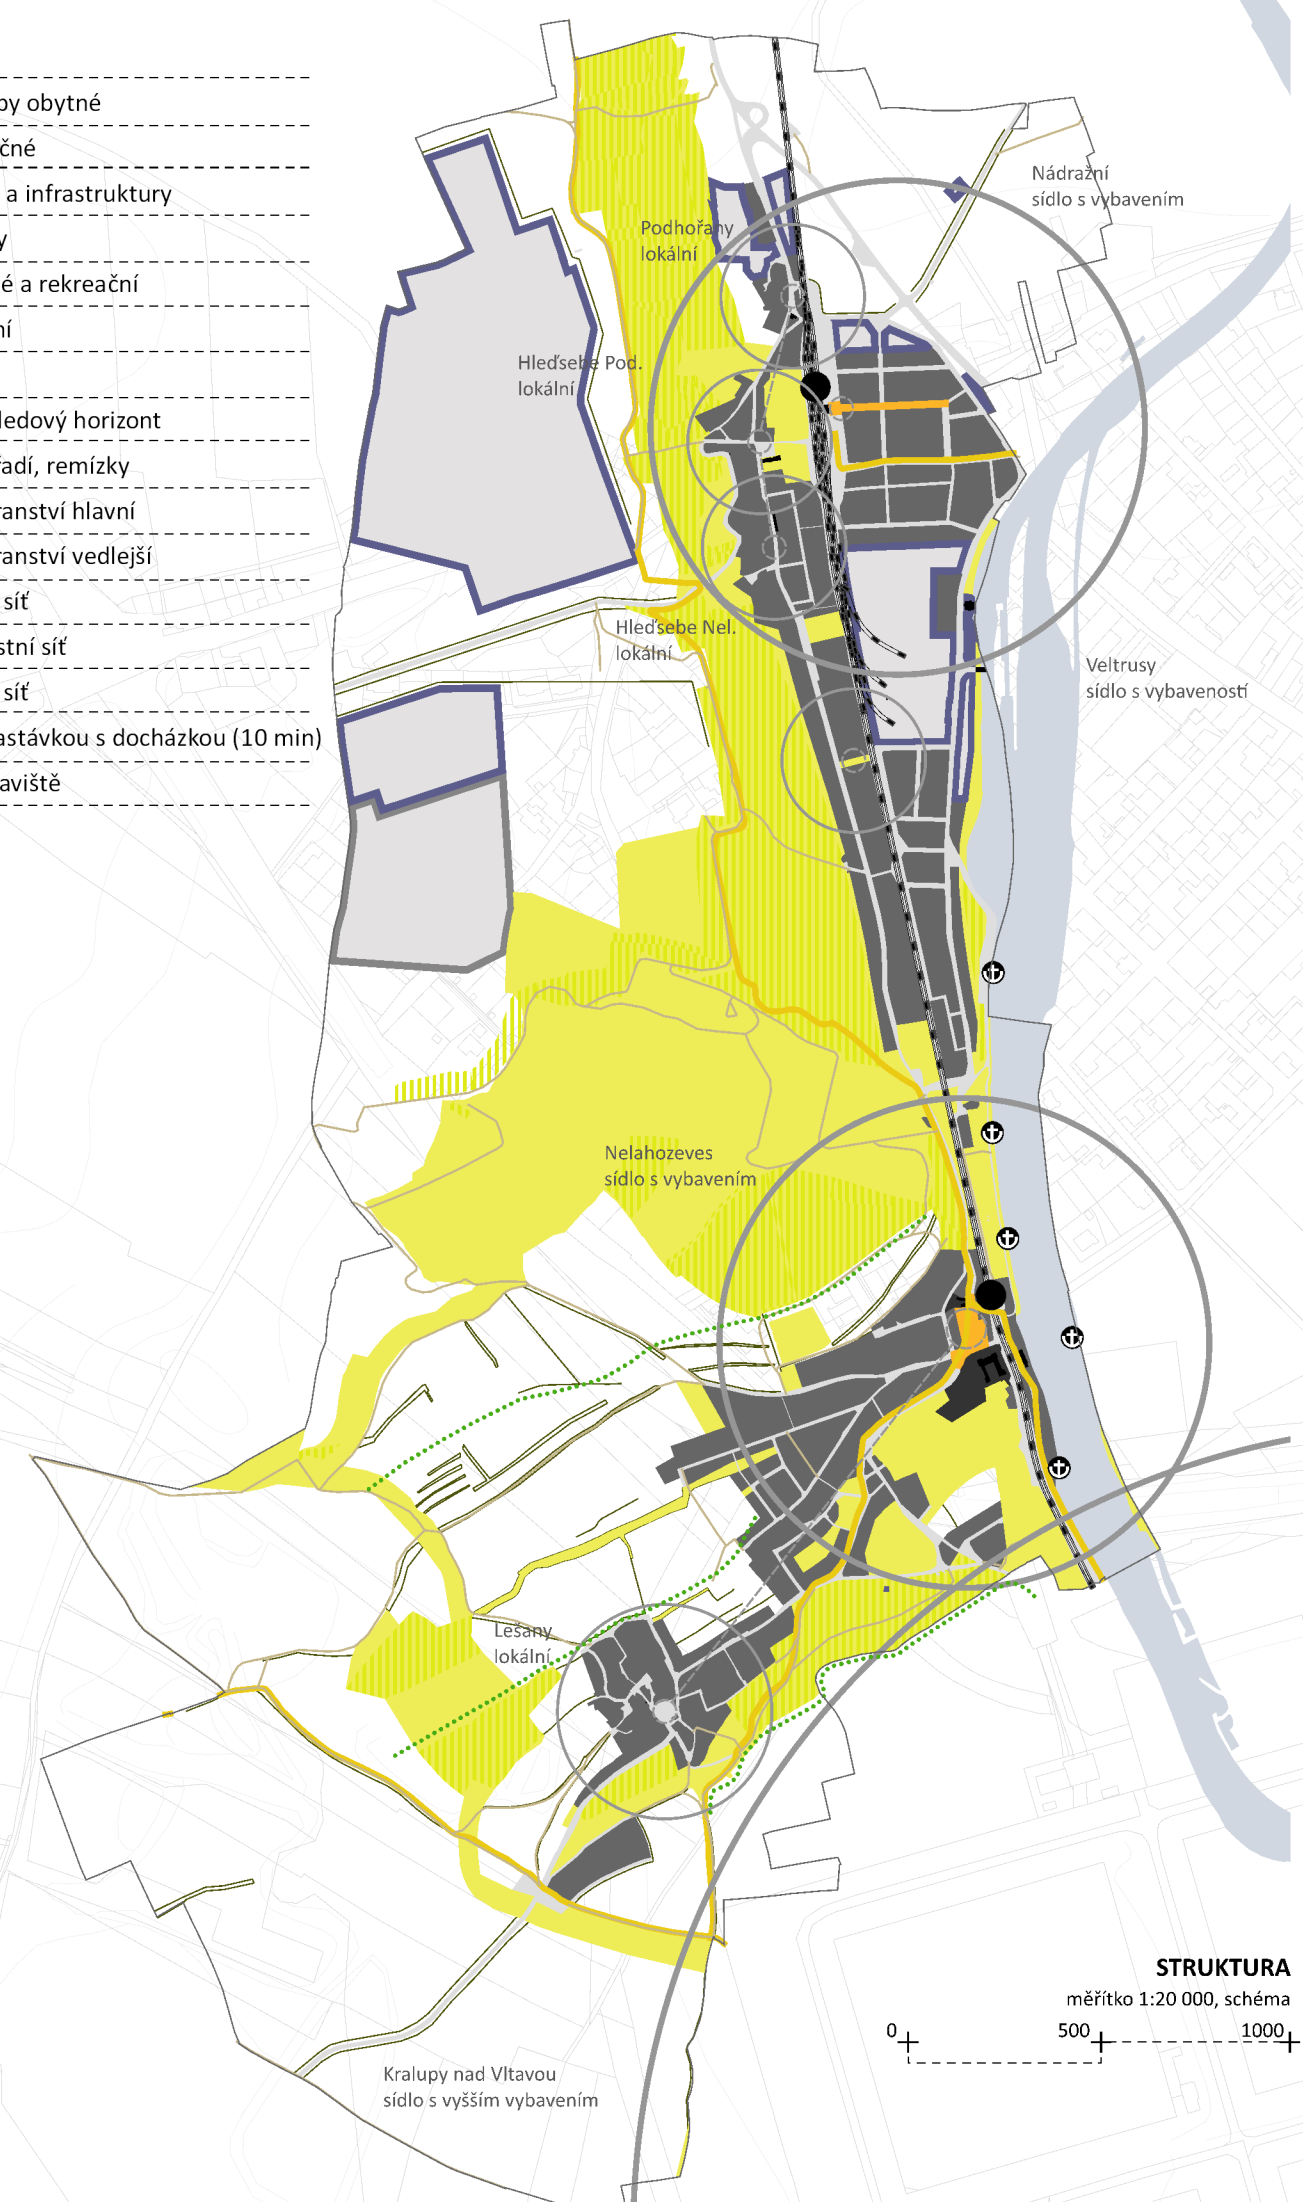 by obytné
čné
a infrastruktury
y
é a rekreační
ní
ledový horizont
řadí, remízky
ranství hlavní
ranství vedlejší
síť
stní síť
síť
astávkou s docházkou (10 min)
aviště
Nádražní
sídlo s vybavením
Podhořany
lokální
Hleďsebe Pod.
lokální
Hleďsebe Nel.
lokální
Veltrusy
sídlo s vybaveností
Nelahozeves
sídlo s vybavením
Lešany
lokální
Kralupy nad Vltavou
sídlo s vyšším vybavením
STRUKTURA
měřítko 1:20 000, schéma
0 500 1000